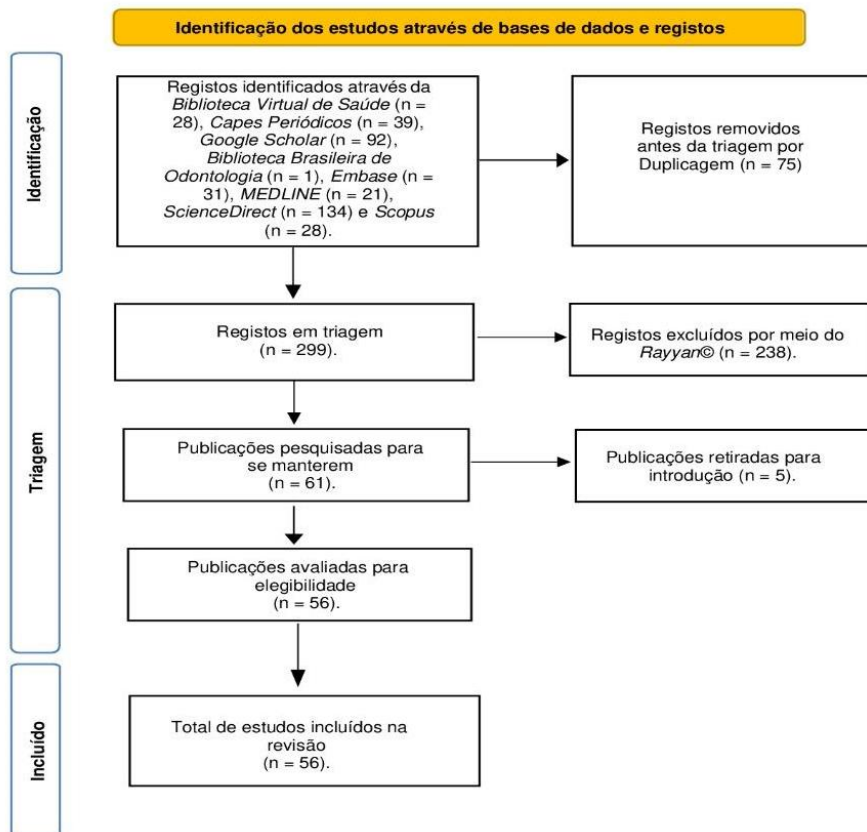 Identificação dos estudos através de bases de dados e registos
Identificação
Registos identificados através da
Biblioteca Virtual de Saúde (n =
28), Capes Periódicos (n = 39),
Google Scholar (n = 92),
Biblioteca Brasileira de
Odontologia (n = 1), Embase (n =
31), MEDLINE (n = 21),
ScienceDirect (n = 134) e Scopus
(n = 28).
Registos removidos
antes da triagem por
Duplicagem (n = 75)
Triagem
Registos em triagem
(n = 299).
Registos excluídos por meio do
Rayyan© (n = 238).
Publicações pesquisadas para
se manterem
(n = 61).
Publicações retiradas para
introdução (n = 5).
Publicações avaliadas para
elegibilidade
(n = 56).
Incluído
Total de estudos incluídos na
revisão
(n = 56).